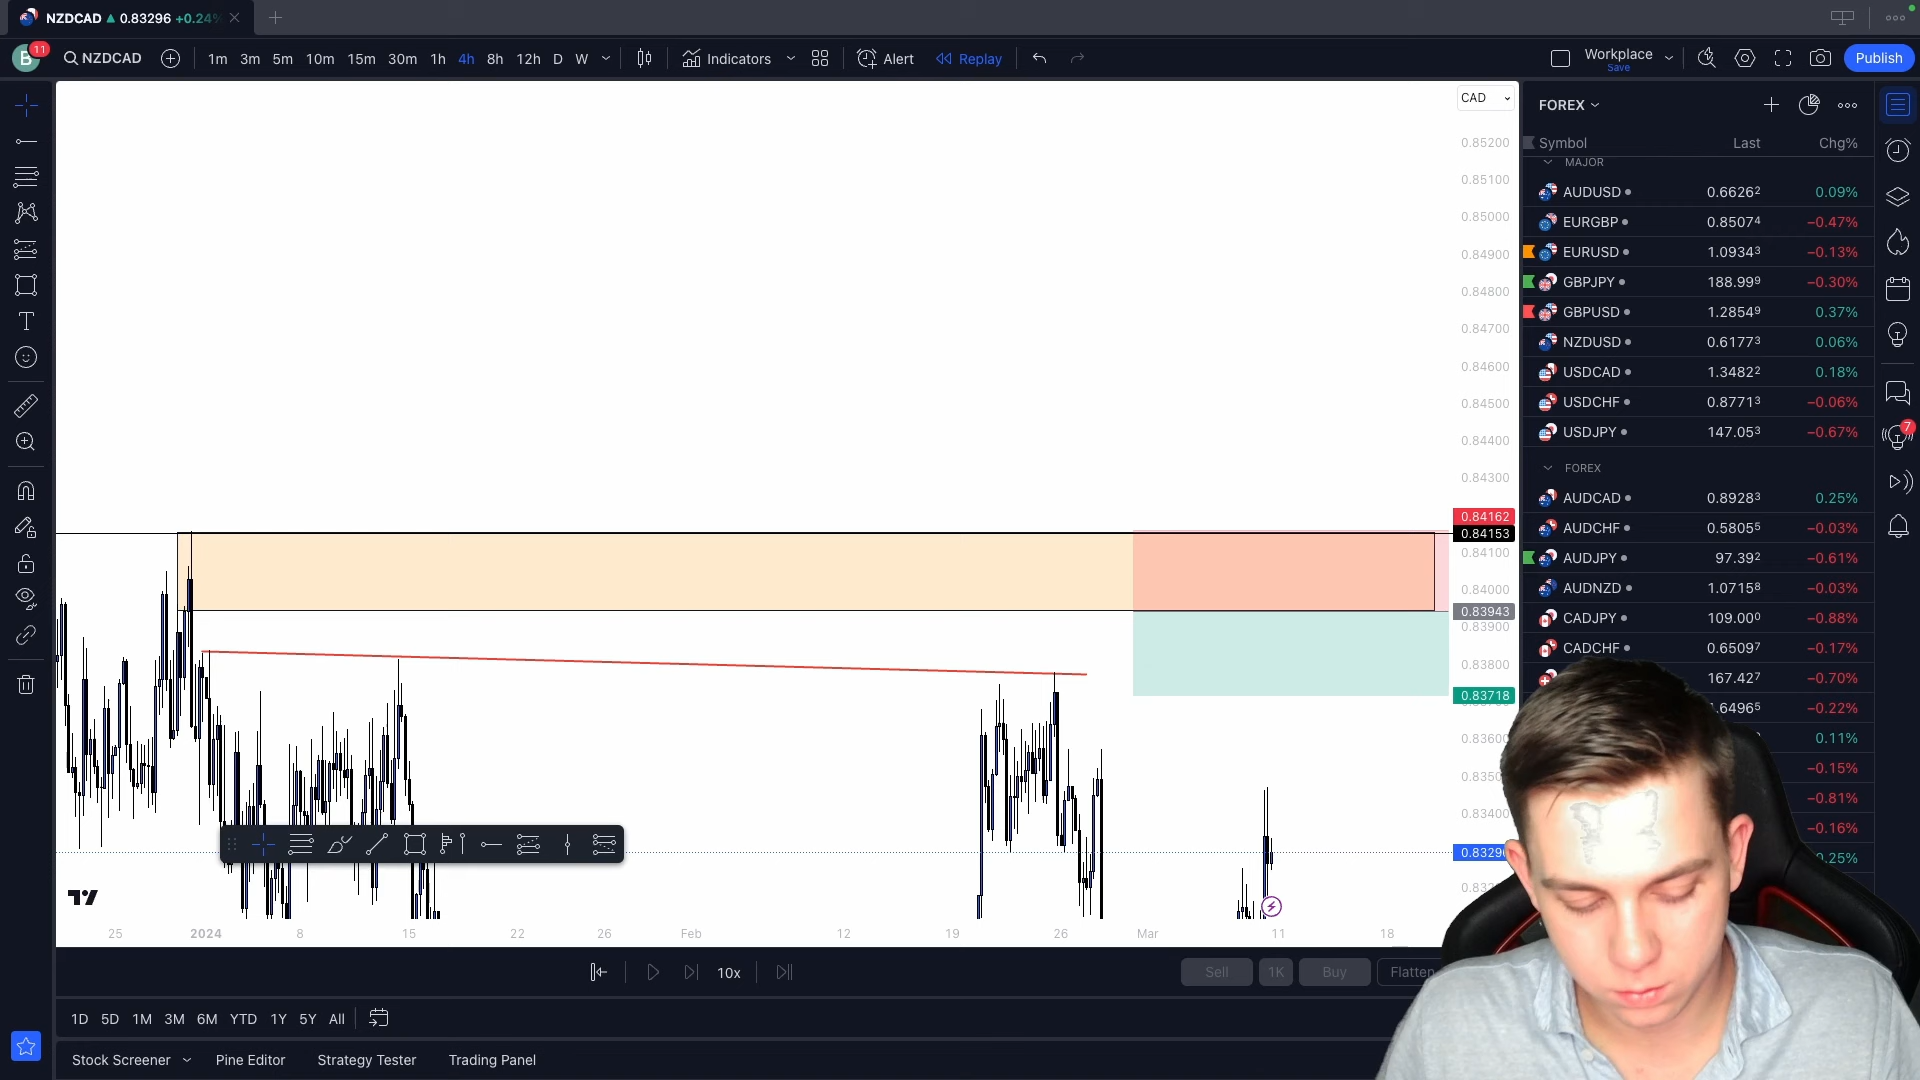 NZDCAD ▲ 0.83296 +0.24%
B 11 NZDCAD 1m 3m 5m 10m 15m 30m 1h 4h 8h 12h D W Indicators Alert Replay Workplace Save Publish
CAD
0.85200
0.85100
0.85000
0.84900
0.84800
0.84700
0.84600
0.84500
0.84400
0.84300
0.84162
0.84153
0.84100
0.84000
0.83943
0.83900
0.83800
0.83718
0.83600
0.83400
25 2024 8 15 22 26 Feb 12 19 26 Mar 11 18
10x Sell 1K Buy Flatten
1D 5D 1M 3M 6M YTD 1Y 5Y All
Stock Screener Pine Editor Strategy Tester Trading Panel
FOREX
Symbol Last Chg%
MAJOR
AUDUSD 0.66262 0.09%
EURGBP 0.85074 −0.47%
EURUSD 1.09343 −0.13%
GBPJPY 188.999 −0.30%
GBPUSD 1.28549 0.37%
NZDUSD 0.61773 0.06%
USDCAD 1.34822 0.18%
USDCHF 0.87713 −0.06%
USDJPY 147.053 −0.67%
FOREX
AUDCAD 0.89283 0.25%
AUDCHF 0.58055 −0.03%
AUDJPY 97.392 −0.61%
AUDNZD 1.07158 −0.03%
CADJPY 109.000 −0.88%
CADCHF 0.65097 −0.17%
167.427 −0.70%
.64965 −0.22%
0.11%
−0.15%
−0.81%
−0.16%
0.25%
7